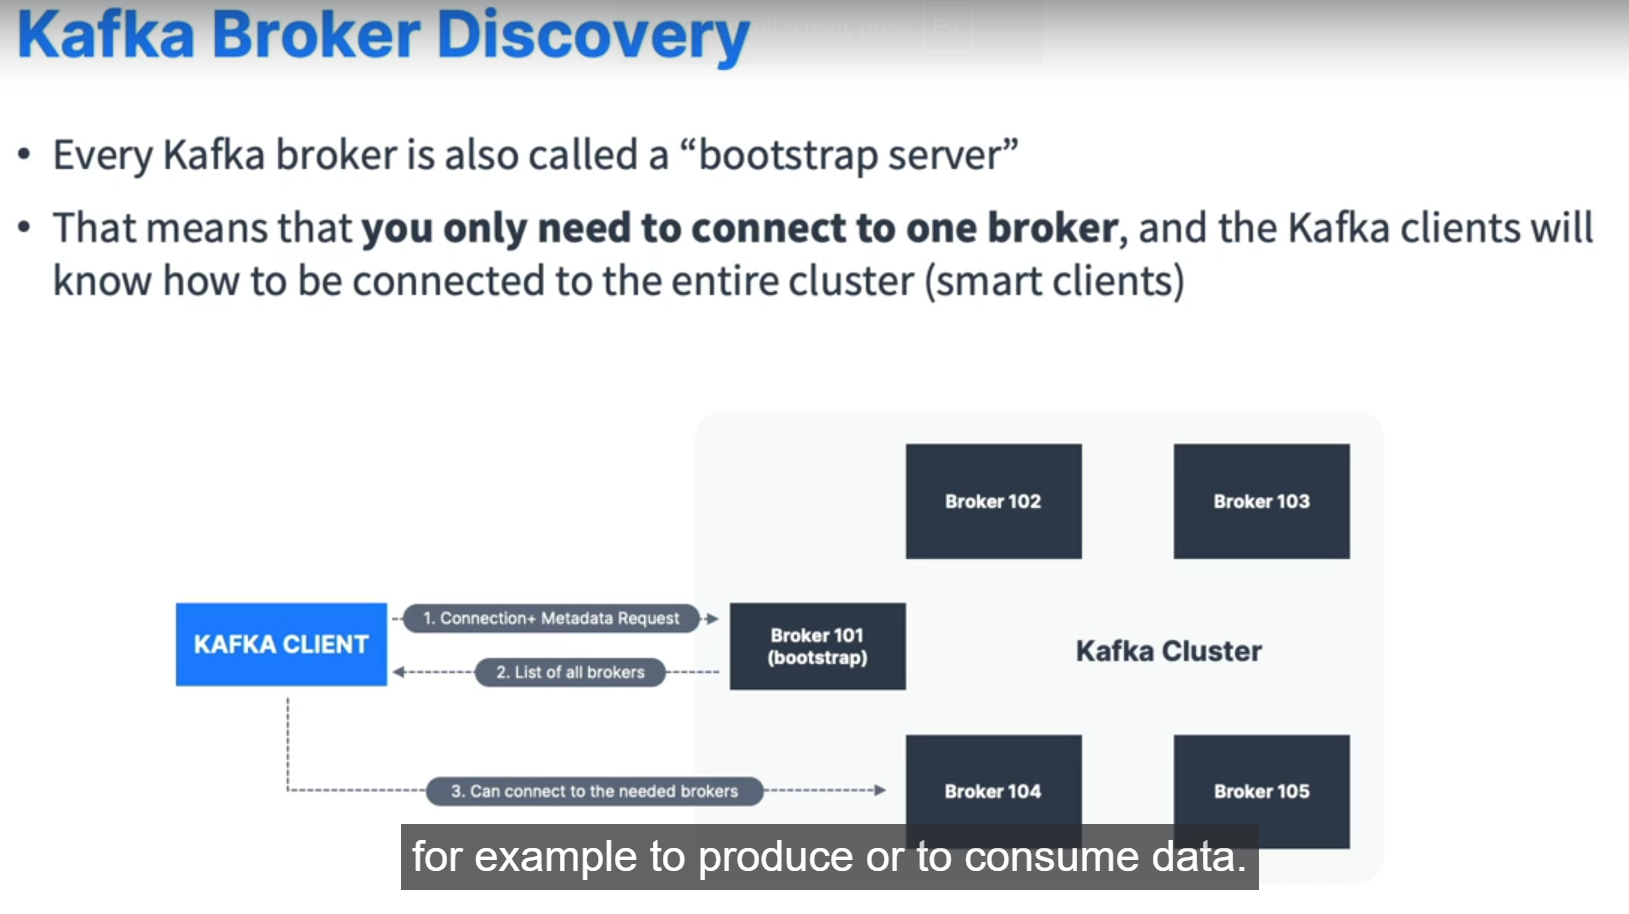 Kafka Broker Discovery
full screen, press Esc
• Every Kafka broker is also called a “bootstrap server”
• That means that you only need to connect to one broker, and the Kafka clients will
know how to be connected to the entire cluster (smart clients)
Broker 102
Broker 103
KAFKA CLIENT
1. Connection+ Metadata Request
2. List of all brokers
Broker 101
(bootstrap)
Kafka Cluster
3. Can connect to the needed brokers
Broker 104
Broker 105
for example to produce or to consume data.